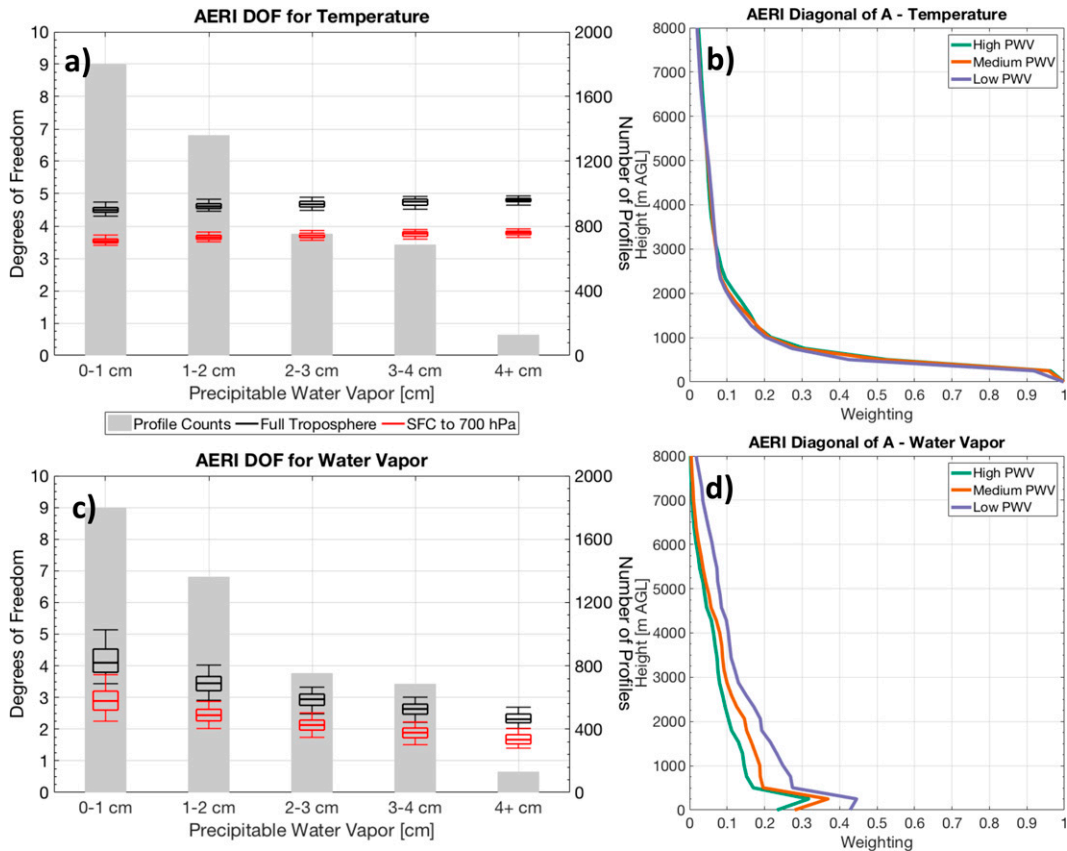 AERI DOF for Temperature
a)
Degrees of Freedom
10
9
8
7
6
5
4
3
2
1
0
2000
1600
1200
800
400
0
Number of Profiles
0-1 cm 1-2 cm 2-3 cm 3-4 cm 4+ cm
Precipitable Water Vapor [cm]
Profile Counts Full Troposphere SFC to 700 hPa
AERI Diagonal of A - Temperature
b)
High PWV
Medium PWV
Low PWV
Height [m AGL]
8000
7000
6000
5000
4000
3000
2000
1000
0
0 0.1 0.2 0.3 0.4 0.5 0.6 0.7 0.8 0.9 1
Weighting
AERI DOF for Water Vapor
c)
Degrees of Freedom
10
9
8
7
6
5
4
3
2
1
0
2000
1600
1200
800
400
0
Number of Profiles
0-1 cm 1-2 cm 2-3 cm 3-4 cm 4+ cm
Precipitable Water Vapor [cm]
AERI Diagonal of A - Water Vapor
d)
High PWV
Medium PWV
Low PWV
Height [m AGL]
8000
7000
6000
5000
4000
3000
2000
1000
0
0 0.1 0.2 0.3 0.4 0.5 0.6 0.7 0.8 0.9 1
Weighting